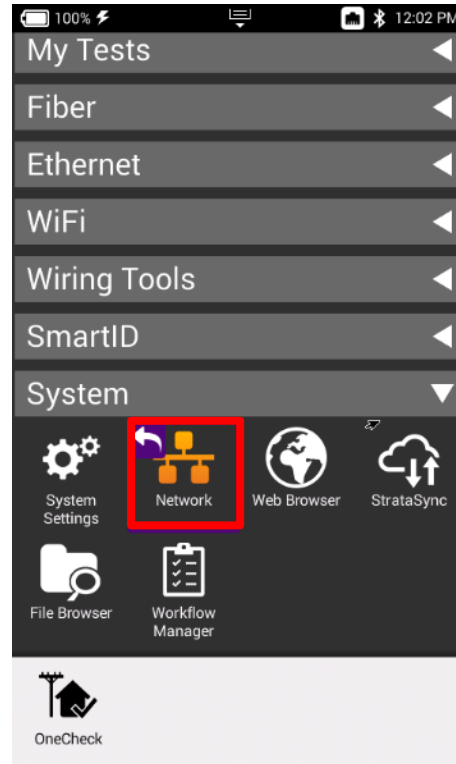 100% 12:02 PM
My Tests
Fiber
Ethernet
WiFi
Wiring Tools
SmartID
System
System Settings
Network
Web Browser
StrataSync
File Browser
Workflow Manager
OneCheck